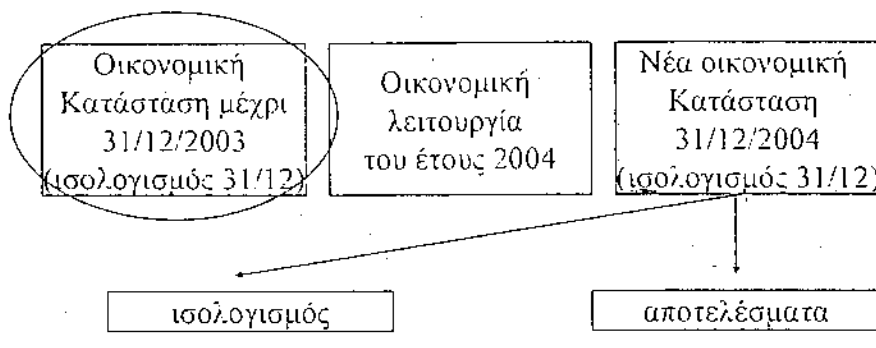 Οικονομική
Κατάσταση μέχρι
31/12/2003
(ισολογισμός 31/12)
Οικονομική
λειτουργία
του έτους 2004
Νέα οικονομική
Κατάσταση
31/12/2004
(ισολογισμός 31/12)
ισολογισμός
αποτελέσματα